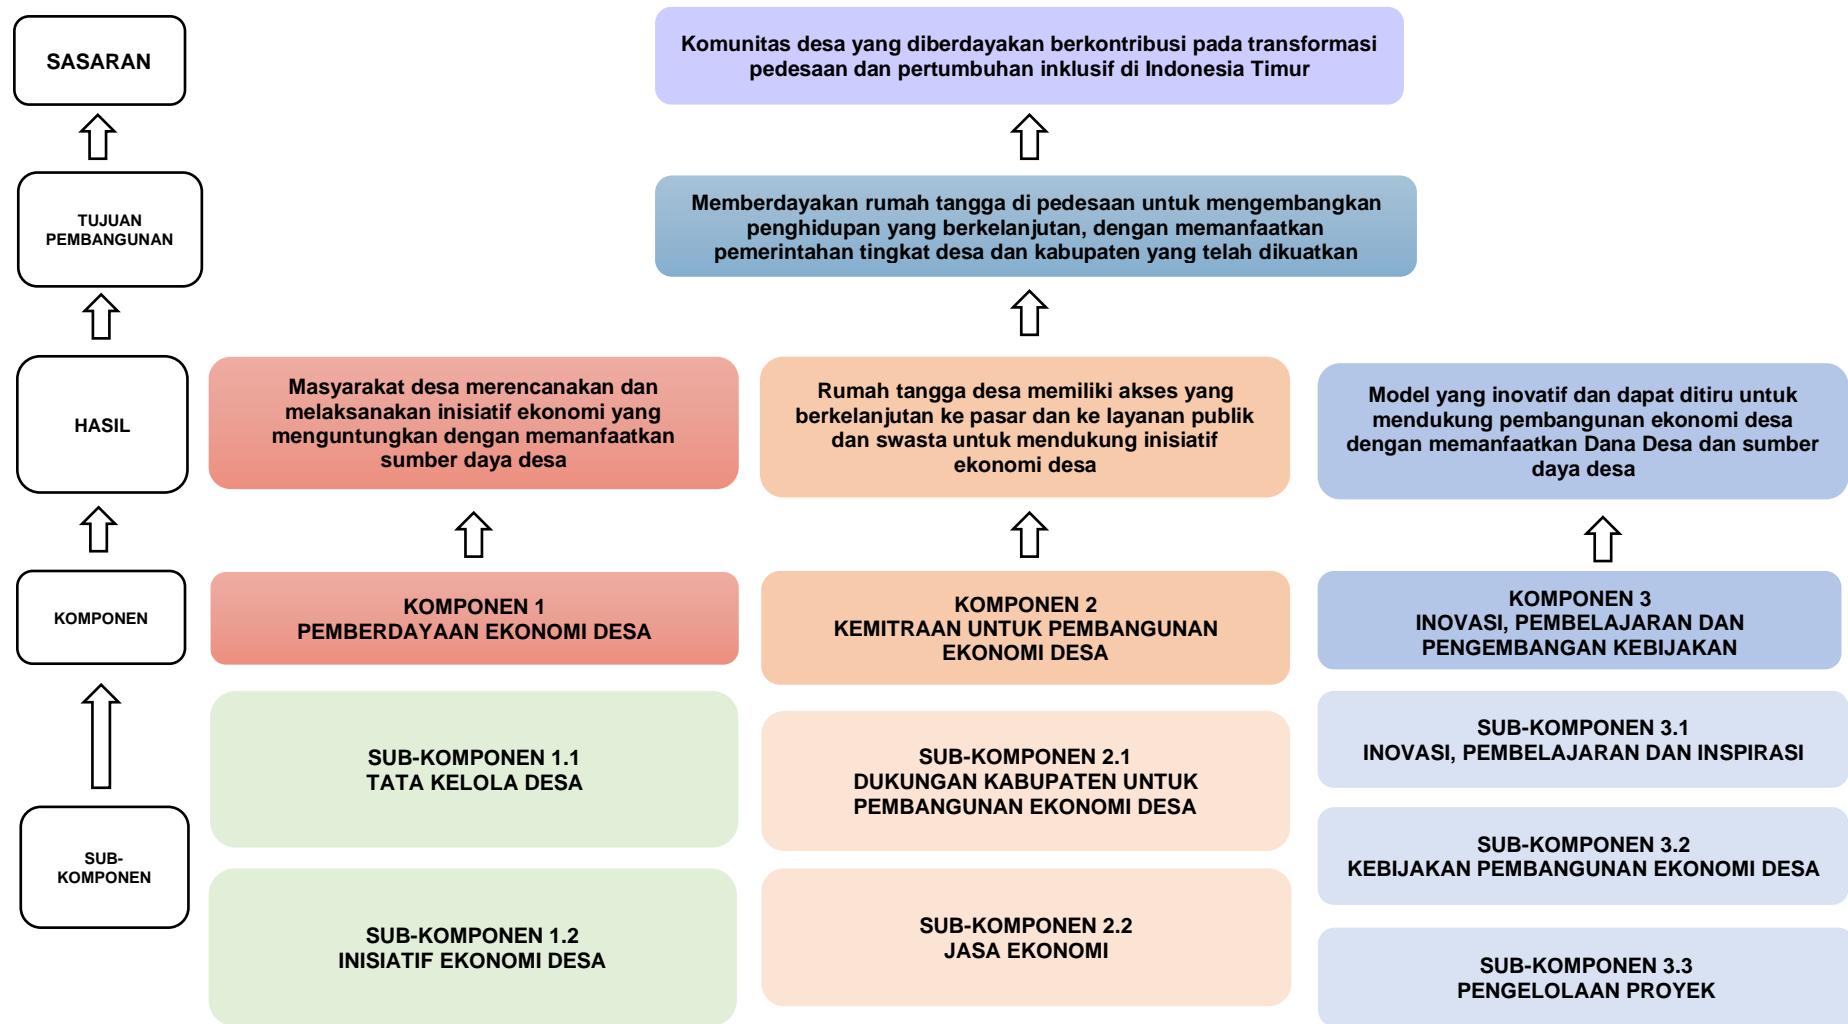 SASARAN
Komunitas desa yang diberdayakan berkontribusi pada transformasi
pedesaan dan pertumbuhan inklusif di Indonesia Timur
TUJUAN
PEMBANGUNAN
Memberdayakan rumah tangga di pedesaan untuk mengembangkan
penghidupan yang berkelanjutan, dengan memanfaatkan
pemerintahan tingkat desa dan kabupaten yang telah dikuatkan
HASIL
Masyarakat desa merencanakan dan
melaksanakan inisiatif ekonomi yang
menguntungkan dengan memanfaatkan
sumber daya desa
Rumah tangga desa memiliki akses yang
berkelanjutan ke pasar dan ke layanan publik
dan swasta untuk mendukung inisiatif
ekonomi desa
Model yang inovatif dan dapat ditiru untuk
mendukung pembangunan ekonomi desa
dengan memanfaatkan Dana Desa dan sumber
daya desa
KOMPONEN
KOMPONEN 1
PEMBERDAYAAN EKONOMI DESA
KOMPONEN 2
KEMITRAAN UNTUK PEMBANGUNAN
EKONOMI DESA
KOMPONEN 3
INOVASI, PEMBELAJARAN DAN
PENGEMBANGAN KEBIJAKAN
SUB-
KOMPONEN
SUB-KOMPONEN 1.1
TATA KELOLA DESA
SUB-KOMPONEN 2.1
DUKUNGAN KABUPATEN UNTUK
PEMBANGUNAN EKONOMI DESA
SUB-KOMPONEN 3.1
INOVASI, PEMBELAJARAN DAN INSPIRASI
SUB-KOMPONEN 3.2
KEBIJAKAN PEMBANGUNAN EKONOMI DESA
SUB-KOMPONEN 1.2
INISIATIF EKONOMI DESA
SUB-KOMPONEN 2.2
JASA EKONOMI
SUB-KOMPONEN 3.3
PENGELOLAAN PROYEK